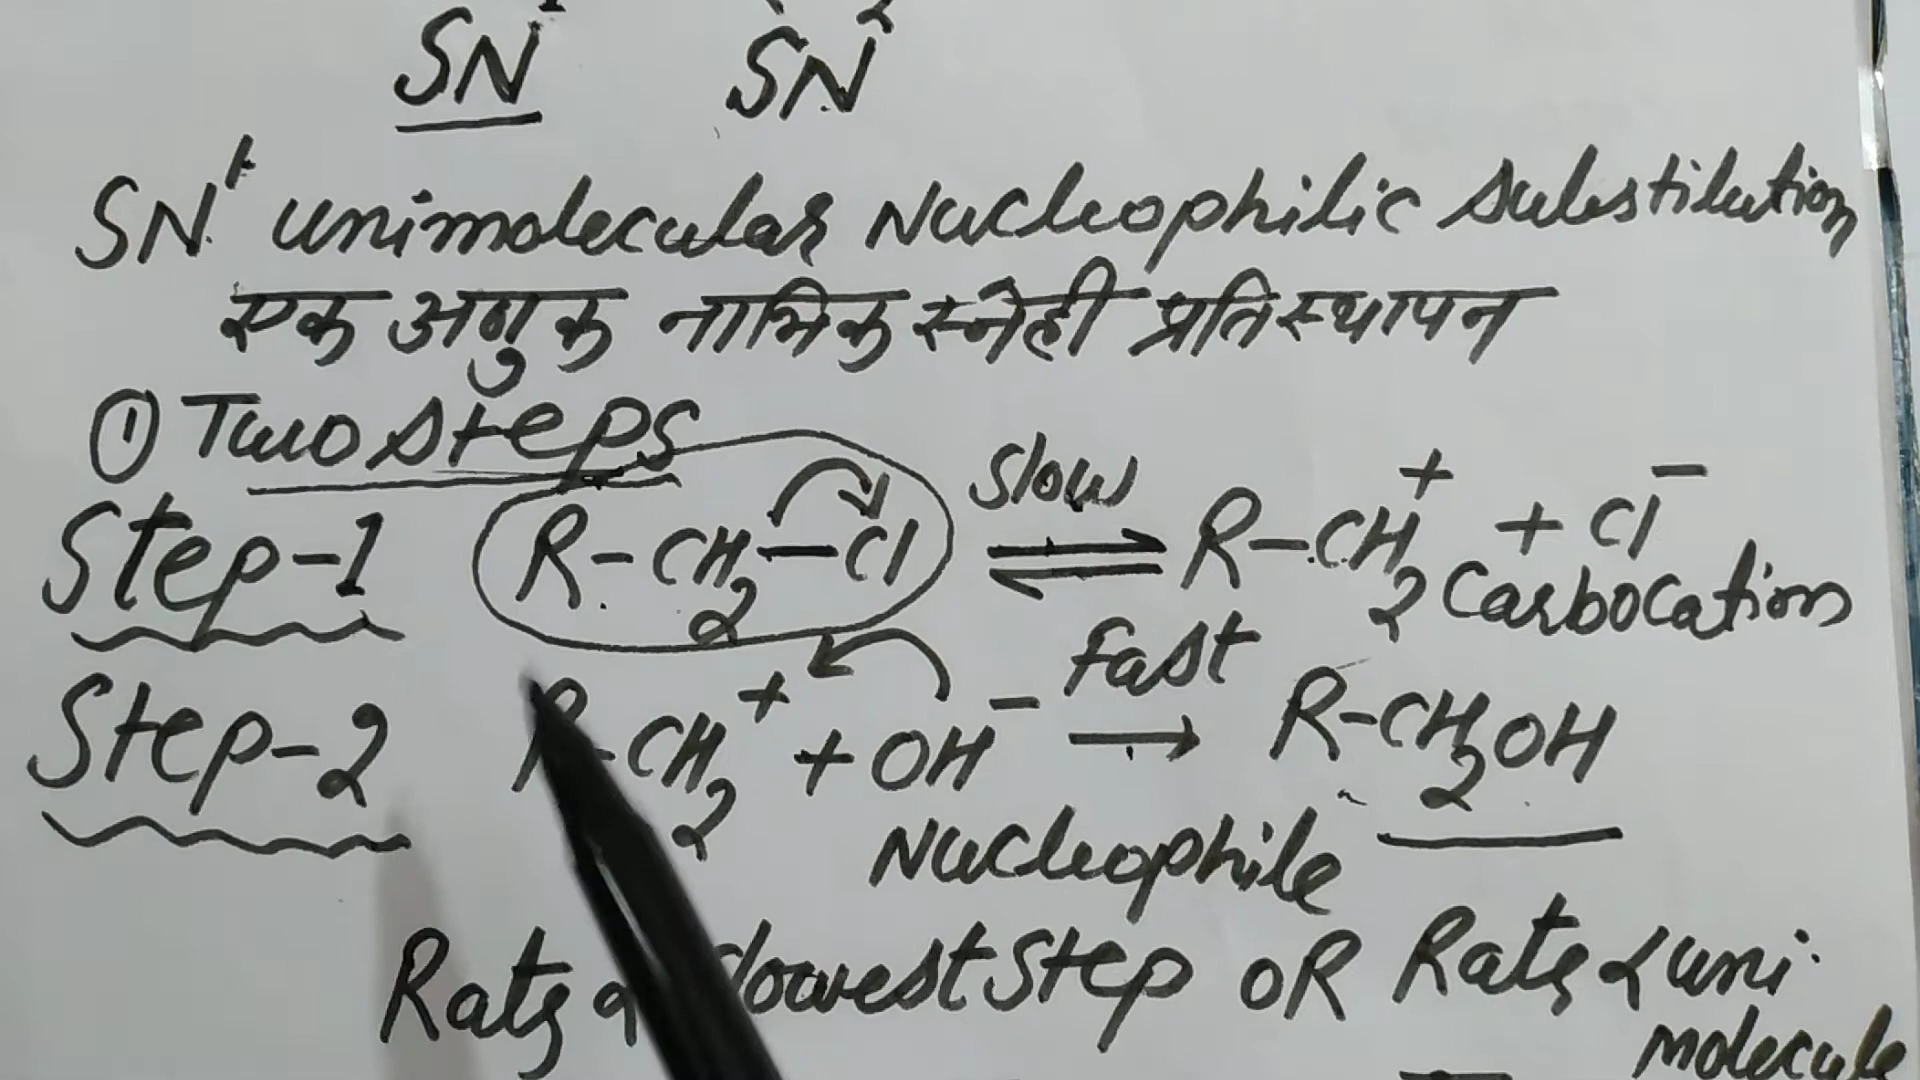 SN¹ SN²
SN¹ unimolecular Nucleophilic Substitution
एक अणुक नाभिक स्नेही प्रतिस्थापन
① Two Steps
Step-1 R-CH₂-Cl Slow ⇌ R-CH₂⁺ + Cl⁻
Carbocation
Step-2 R-CH₂⁺ + OH⁻ Fast → R-CH₂OH
Nucleophile
Rate α slowest Step OR Rate α uni
molecule